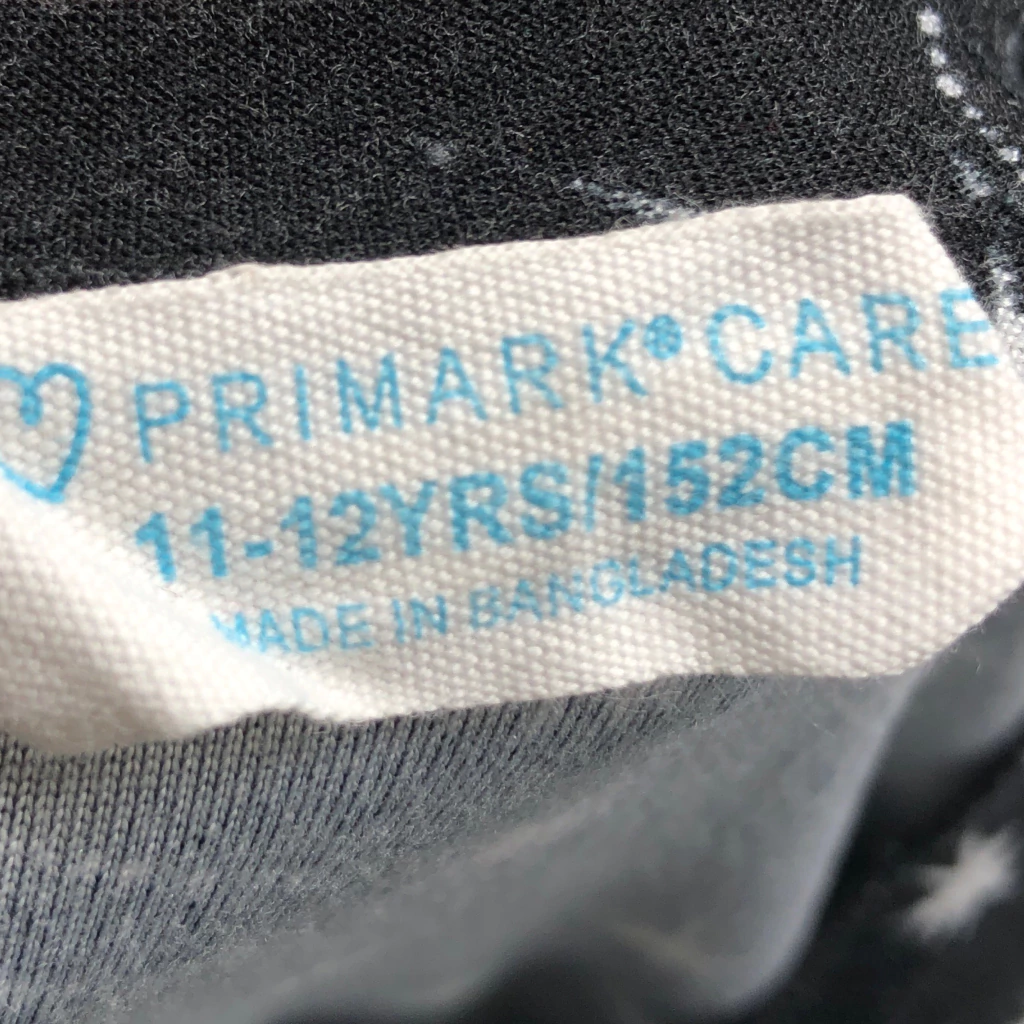 PRIMARK® CARE
11-12YRS/152CM
MADE IN BANGLADESH